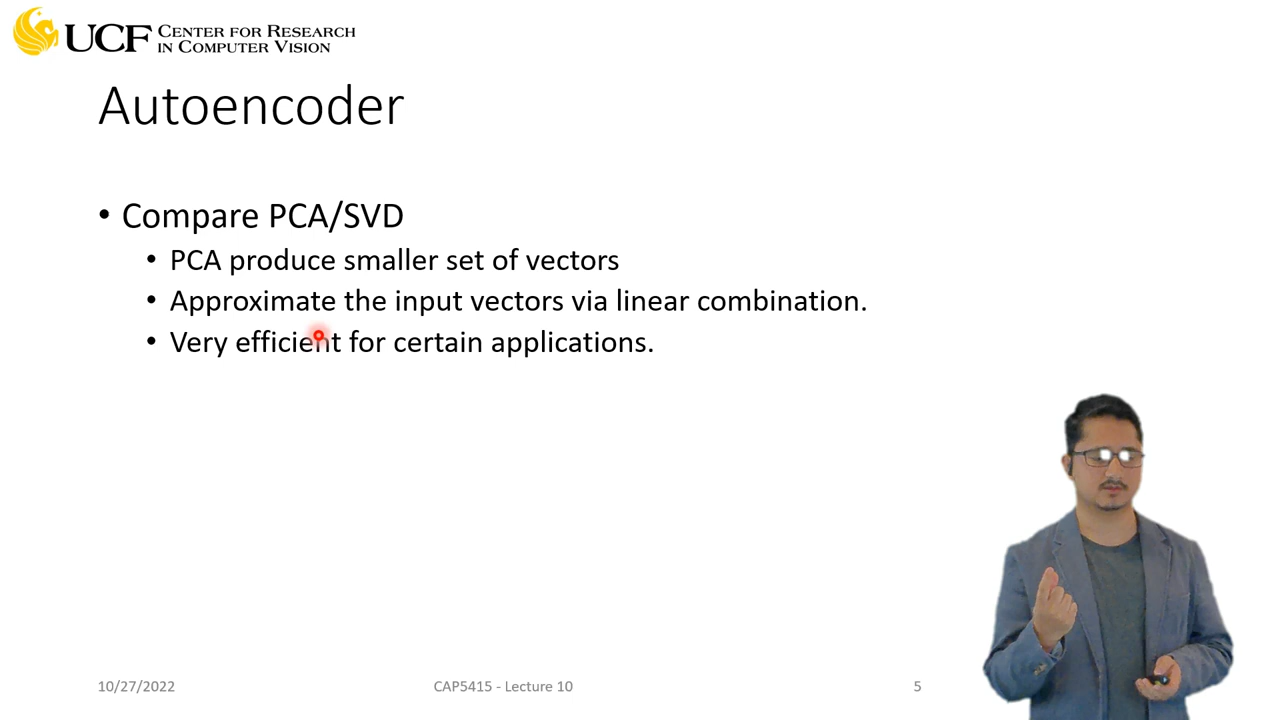 UCF CENTER FOR RESEARCH
IN COMPUTER VISION
Autoencoder
• Compare PCA/SVD
• PCA produce smaller set of vectors
• Approximate the input vectors via linear combination.
• Very efficient for certain applications.
10/27/2022
CAP5415 - Lecture 10
5